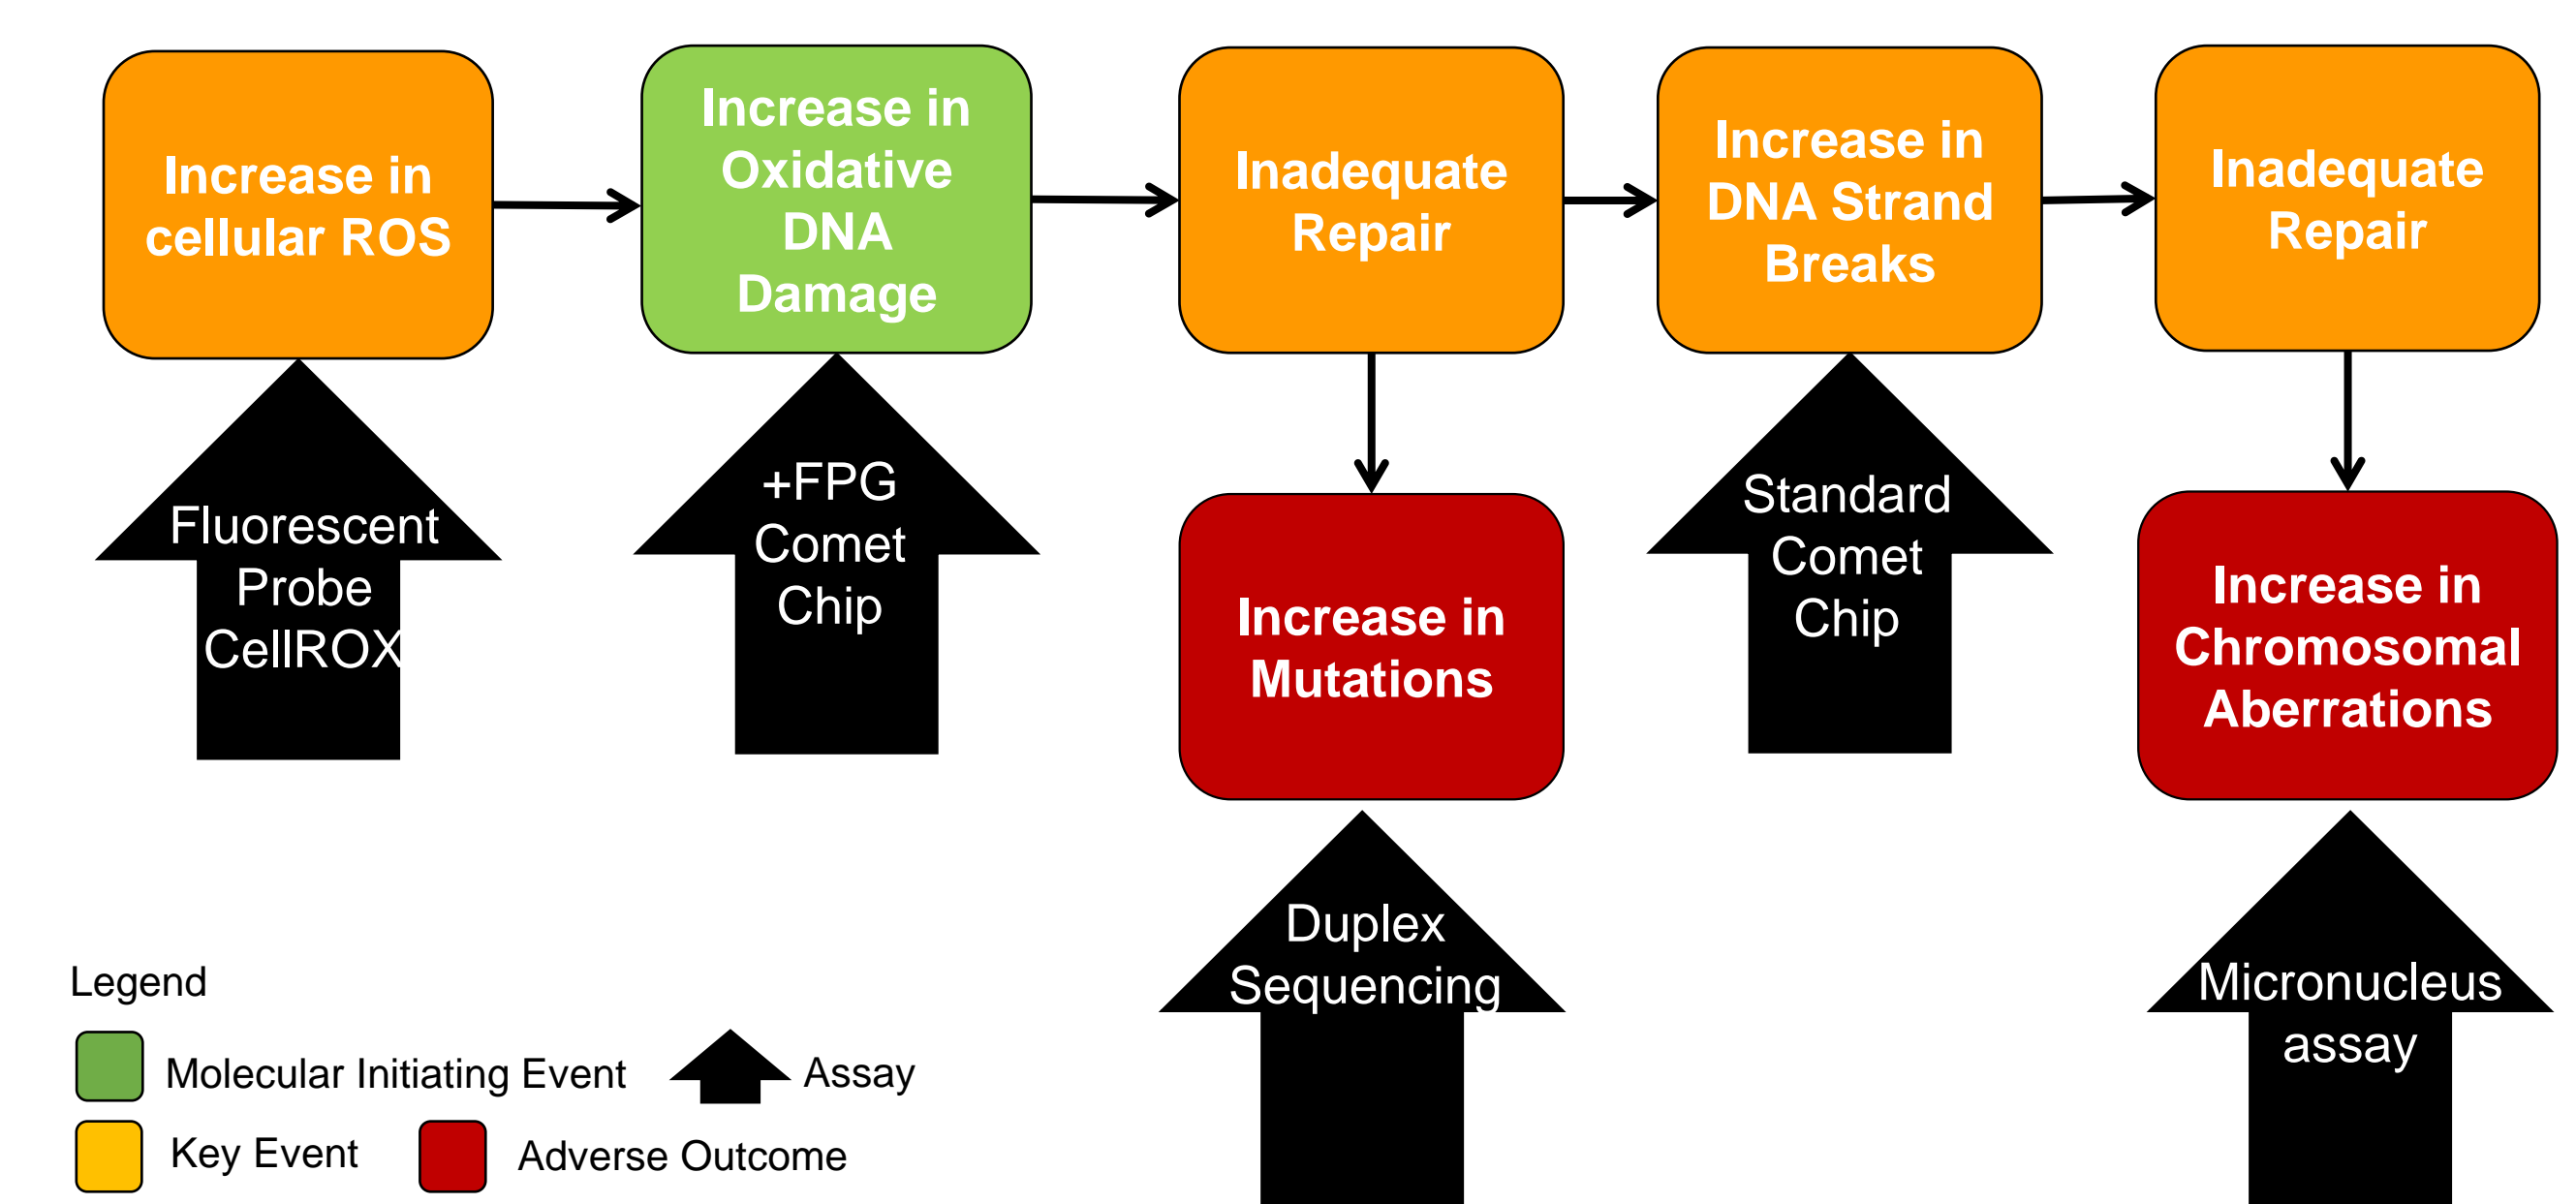 Increase in
cellular ROS
Increase in
Oxidative
DNA
Damage
Inadequate
Repair
Increase in
DNA Strand
Breaks
Inadequate
Repair
Fluorescent
Probe
CellROX
+FPG
Comet
Chip
Increase in
Mutations
Standard
Comet
Chip
Increase in
Chromosomal
Aberrations
Duplex
Sequencing
Micronucleus
assay
Legend
Molecular Initiating Event
Assay
Key Event
Adverse Outcome